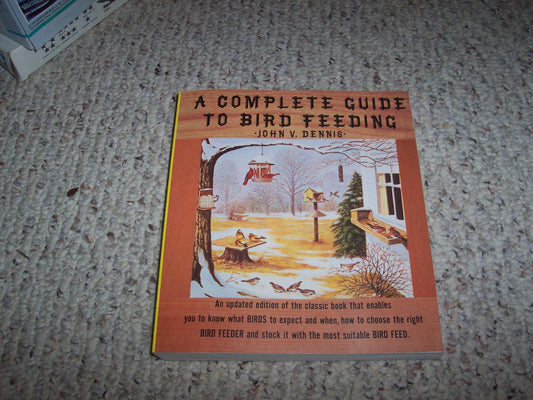 A COMPLETE GUIDE
TO BIRD FEEDING
·JOHN V. DENNIS·
An updated edition of the classic book that enables
you to know what BIRDS to expect and when, how to choose the right
BIRD FEEDER and stock it with the most suitable BIRD FEED.